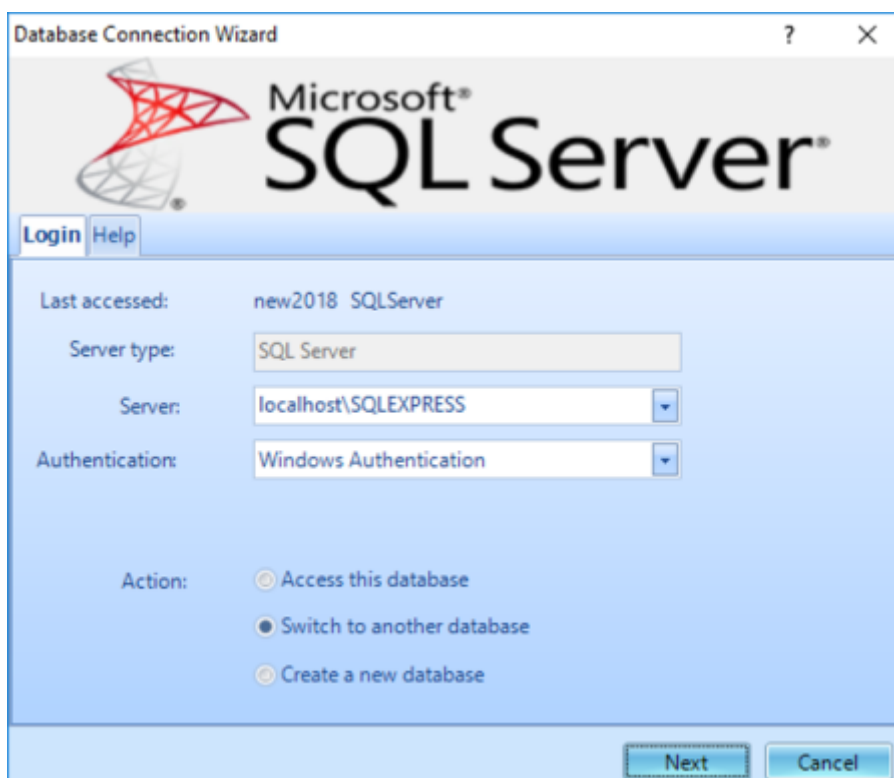 Database Connection Wizard ?
Microsoft®
SQL Server®
®
Login Help
Last accessed: new2018 SQLServer
Server type: SQL Server
Server: localhost\SQLEXPRESS
Authentication: Windows Authentication
Action: Access this database
Switch to another database
Create a new database
Next Cancel